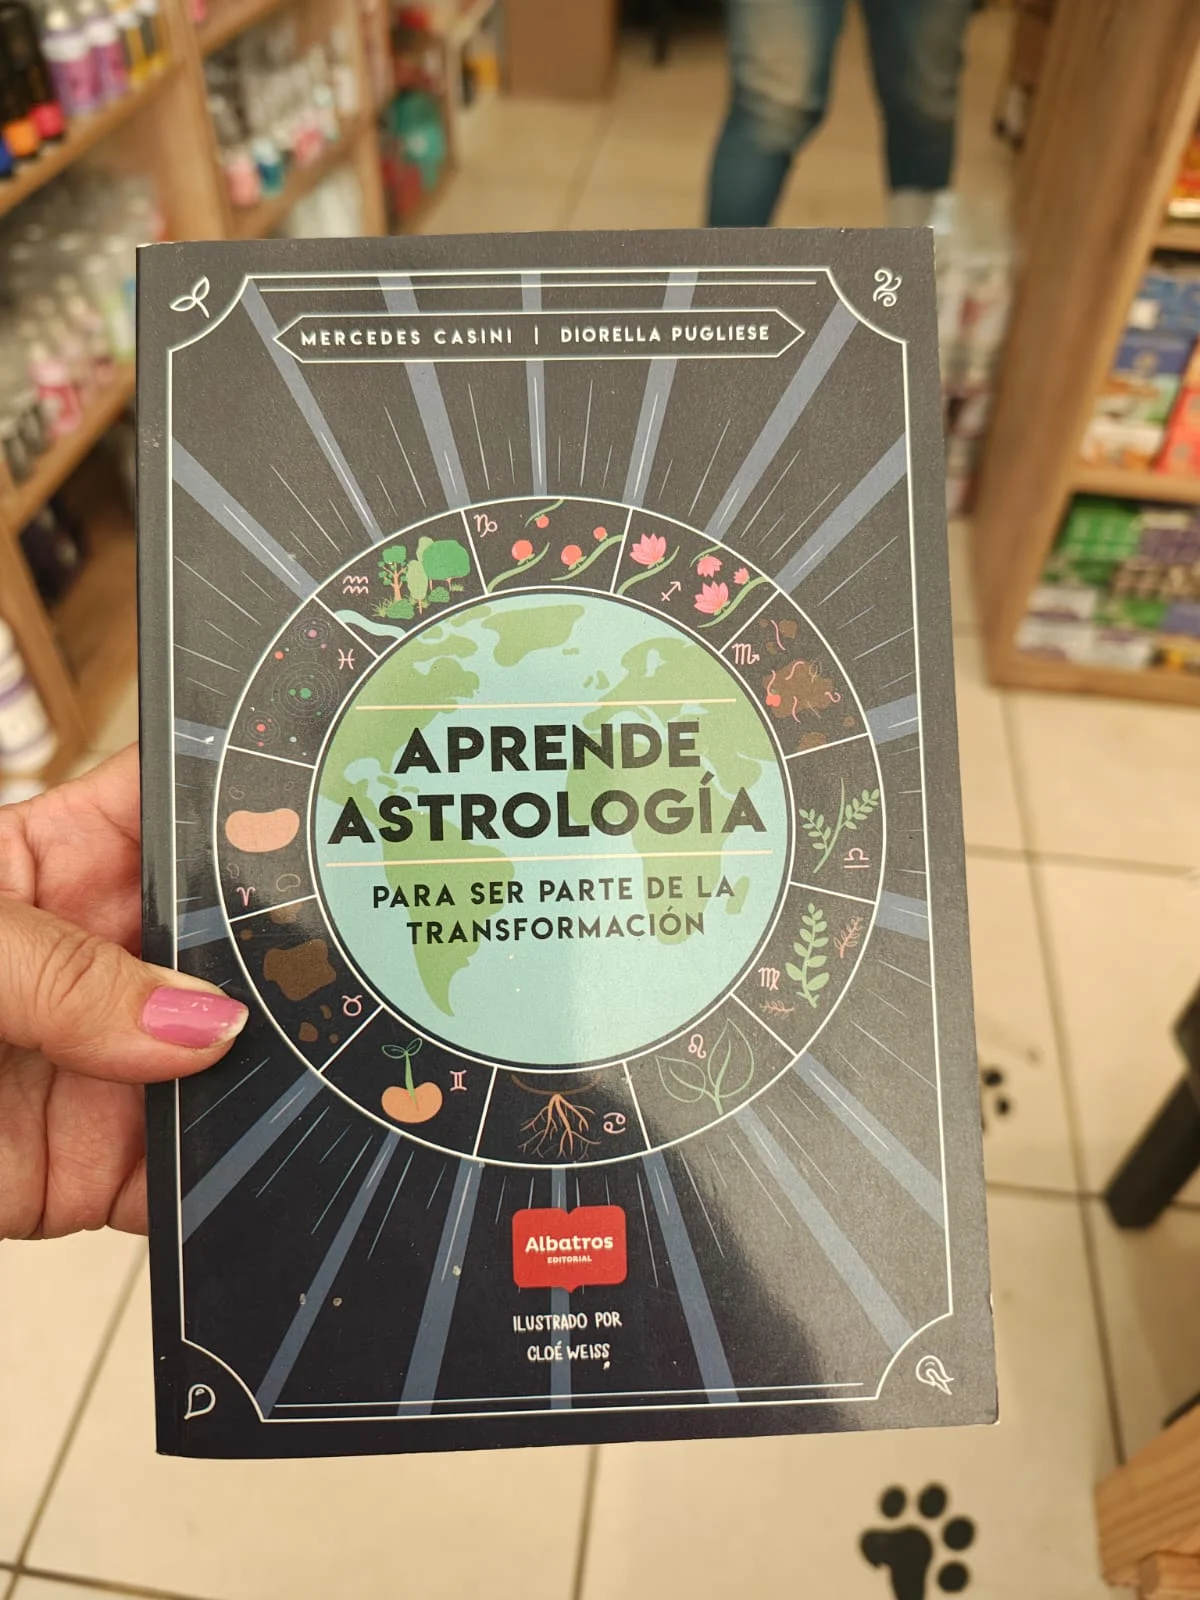 MERCEDES CASINI | DIORELLA PUGLIESE
APRENDE
ASTROLOGÍA
PARA SER PARTE DE LA
TRANSFORMACIÓN
Albatros
EDITORIAL
ILUSTRADO POR
CLOÉ WEISS